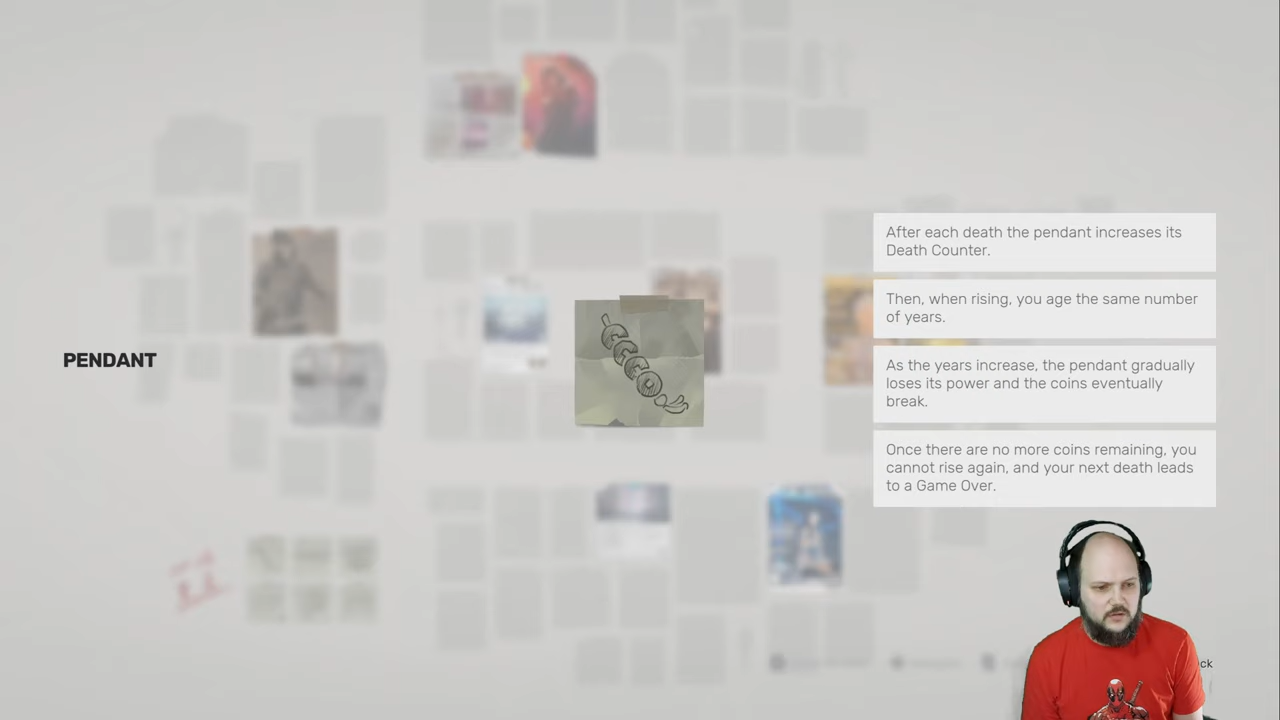 PENDANT
After each death the pendant increases its
Death Counter.
Then, when rising, you age the same number
of years.
As the years increase, the pendant gradually
loses its power and the coins eventually
break.
Once there are no more coins remaining, you
cannot rise again, and your next death leads
to a Game Over.
ck